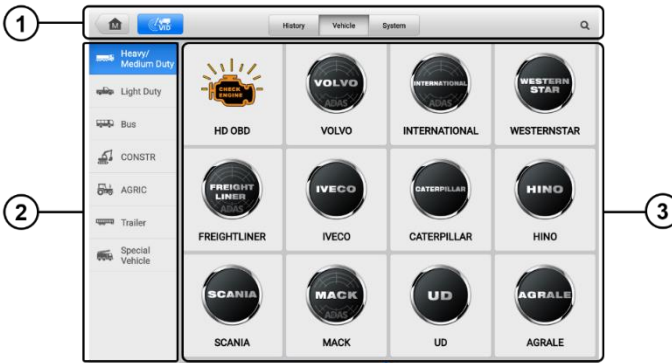 1
M
VID
History
Vehicle
System
Heavy/
Medium Duty
Light Duty
Bus
CONSTR
AGRIC
Trailer
Special
Vehicle
2
CHECK
ENGINE
HD OBD
VOLVO
ADAS
VOLVO
INTERNATIONAL
ADAS
INTERNATIONAL
WESTERN
STAR
WESTERNSTAR
FREIGHT
LINER
ADAS
FREIGHTLINER
IVECO
IVECO
CATERPILLAR
CATERPILLAR
HINO
HINO
3
SCANIA
SCANIA
MACK
ADAS
MACK
UD
UD
AGRALE
AGRALE